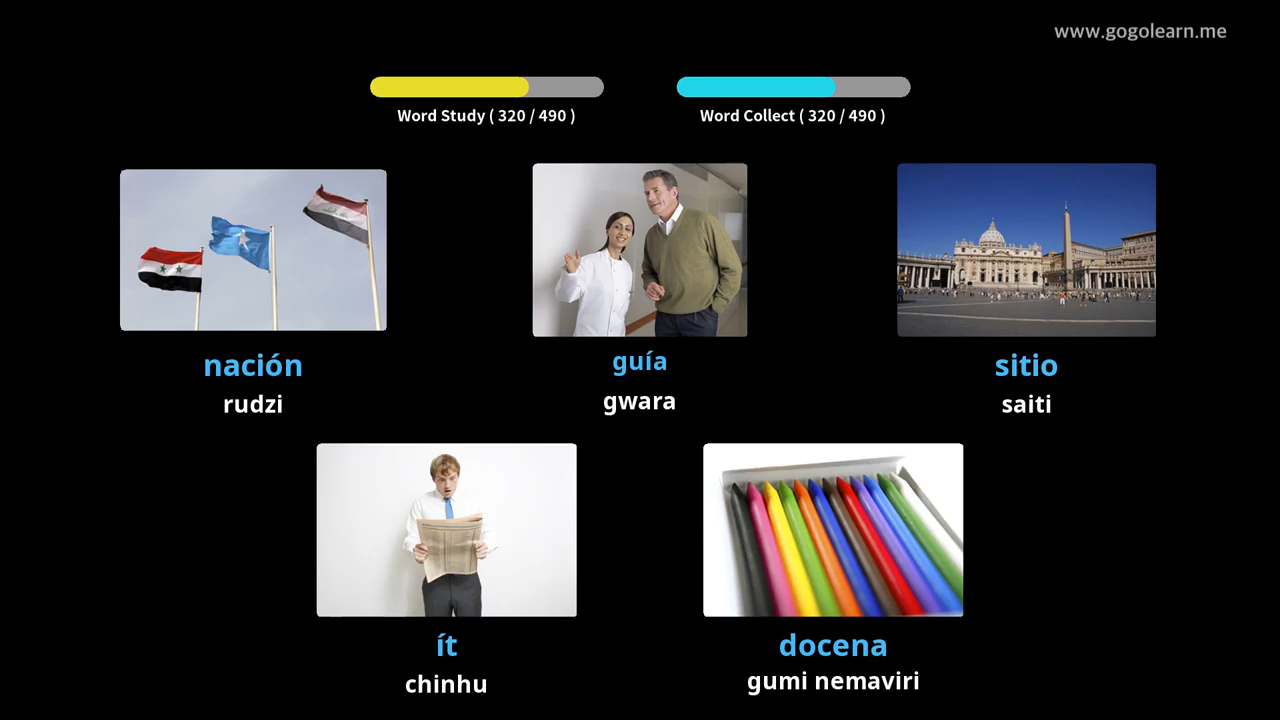 www.gogolearn.me
Word Study ( 320 / 490 )
Word Collect ( 320 / 490 )
nación
rudzi
guía
gwara
sitio
saiti
ít
chinhu
docena
gumi nemaviri